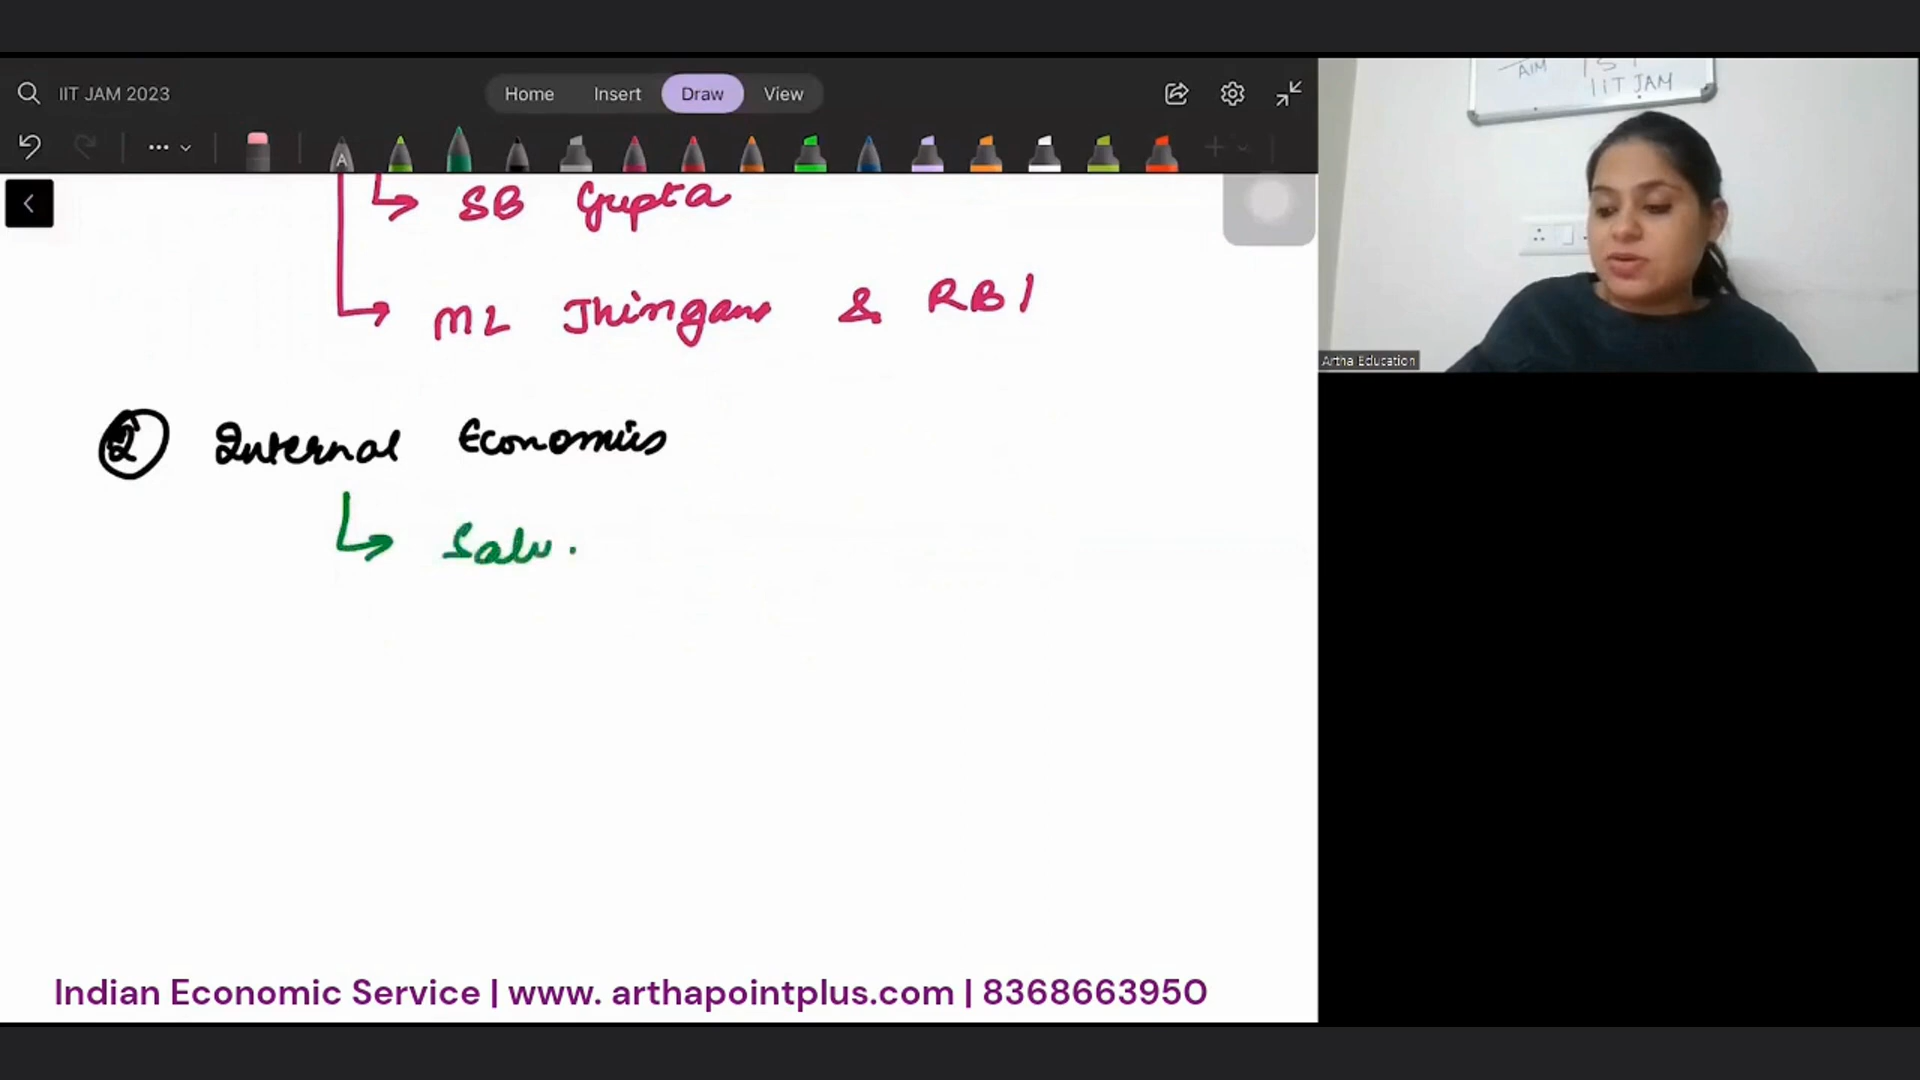 IIT JAM 2023
Home Insert Draw View
A
AIM
IIT JAM
SB Gupta
ML Jhingans & RBI
Artha Education
2 Internal Economics
Salv.
Indian Economic Service | www. arthapointplus.com | 8368663950